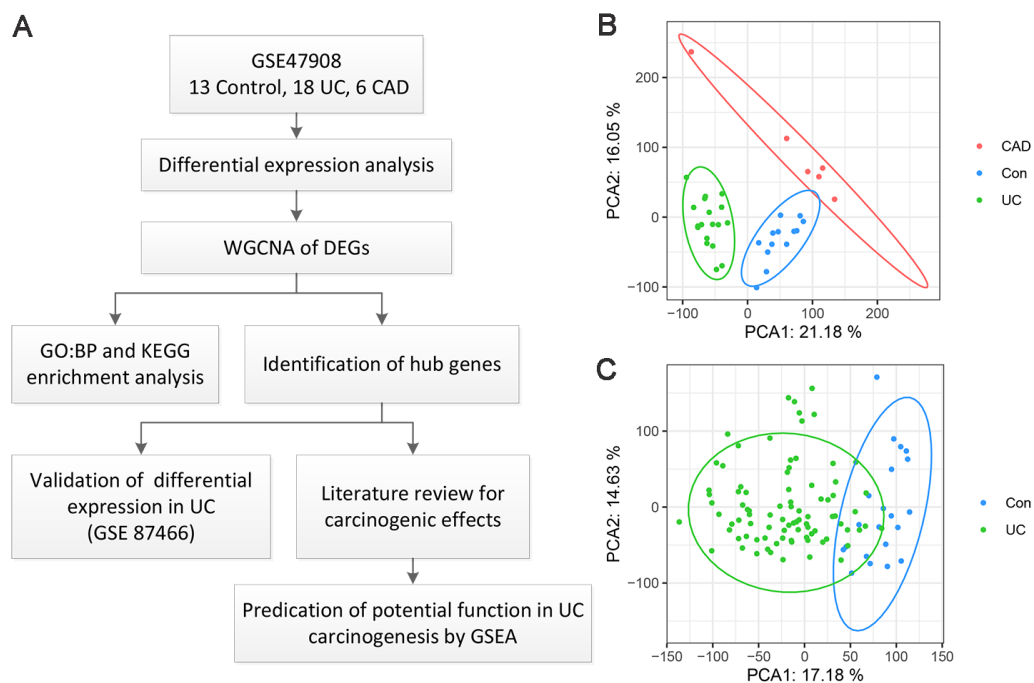 A
GSE47908
13 Control, 18 UC, 6 CAD
Differential expression analysis
WGCNA of DEGs
GO:BP and KEGG
enrichment analysis
Identification of hub genes
Validation of differential
expression in UC
(GSE 87466)
Literature review for
carcinogenic effects
Predication of potential function in UC
carcinogenesis by GSEA
B
PCA2: 16.05 %
200
100
0
−100
−100 0 100 200
PCA1: 21.18 %
CAD
Con
UC
C
PCA2: 14.63 %
100
0
−100
−150 −100 −50 0 50 100 150
PCA1: 17.18 %
Con
UC